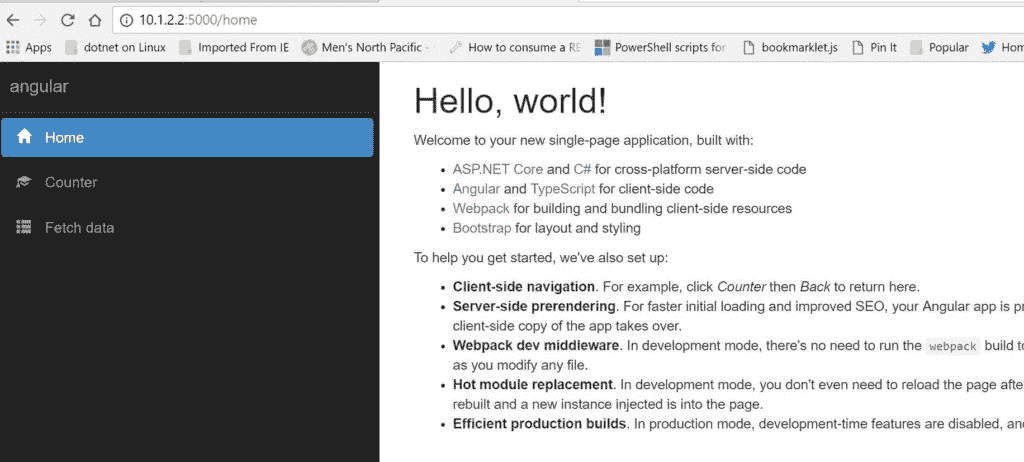 10.1.2.2:5000/home
Apps dotnet on Linux Imported From IE Men's North Pacific - How to consume a RE PowerShell scripts for bookmarklet.js Pin It Popular Hom
angular
Home
Counter
Fetch data
Hello, world!
Welcome to your new single-page application, built with:
ASP.NET Core and C# for cross-platform server-side code
Angular and TypeScript for client-side code
Webpack for building and bundling client-side resources
Bootstrap for layout and styling
To help you get started, we've also set up:
Client-side navigation. For example, click Counter then Back to return here.
Server-side prerendering. For faster initial loading and improved SEO, your Angular app is pr
client-side copy of the app takes over.
Webpack dev middleware. In development mode, there's no need to run the webpack build to
as you modify any file.
Hot module replacement. In development mode, you don't even need to reload the page after
rebuilt and a new instance injected is into the page.
Efficient production builds. In production mode, development-time features are disabled, and